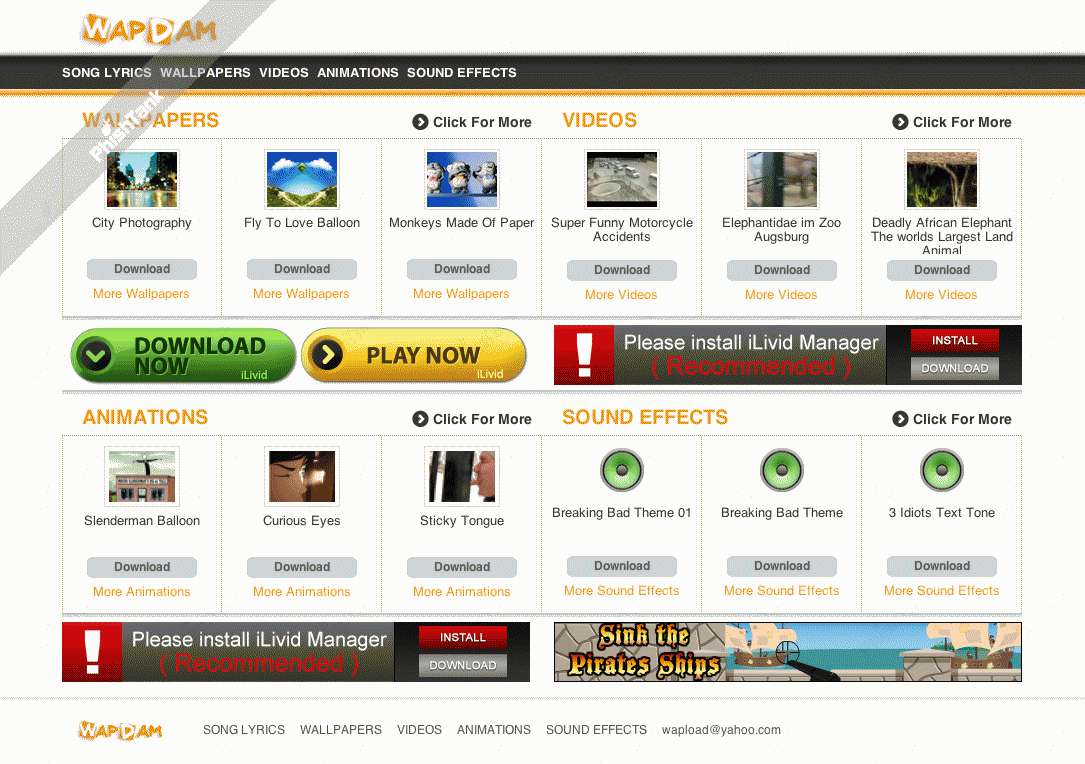 WAPDAM
SONG LYRICS WALLPAPERS VIDEOS ANIMATIONS SOUND EFFECTS
PhishTank
WALLPAPERS
Click For More
VIDEOS
Click For More
City Photography
Fly To Love Balloon
Monkeys Made Of Paper
Super Funny Motorcycle
Accidents
Elephantidae im Zoo
Augsburg
Deadly African Elephant
The worlds Largest Land
Animal
Download
Download
Download
Download
Download
Download
More Wallpapers
More Wallpapers
More Wallpapers
More Videos
More Videos
More Videos
DOWNLOAD
NOW
iLivid
PLAY NOW
iLivid
! Please install iLivid Manager
( Recommended )
INSTALL
DOWNLOAD
ANIMATIONS
Click For More
SOUND EFFECTS
Click For More
Slenderman Balloon
Curious Eyes
Sticky Tongue
Breaking Bad Theme 01
Breaking Bad Theme
3 Idiots Text Tone
Download
Download
Download
Download
Download
Download
More Animations
More Animations
More Animations
More Sound Effects
More Sound Effects
More Sound Effects
! Please install iLivid Manager
( Recommended )
INSTALL
DOWNLOAD
Sink the
Pirates Ships
WAPDAM
SONG LYRICS WALLPAPERS VIDEOS ANIMATIONS SOUND EFFECTS wapload@yahoo.com